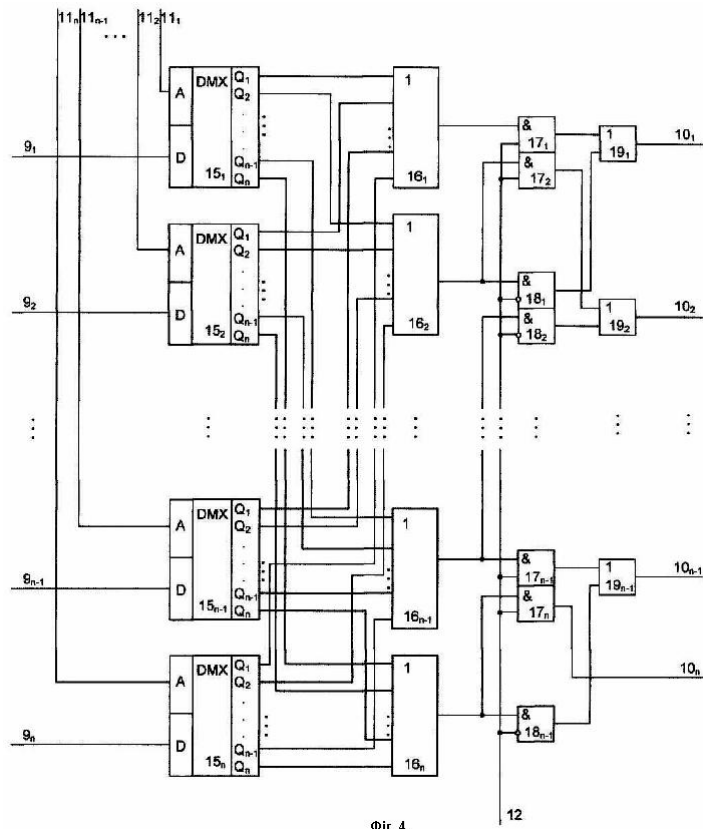 11ₙ 11ₙ₋₁ ... 11₂ 11₁
A DMX Q₁
Q₂
D Qₙ₋₁
15₁ Qₙ
1
16₁
9₁
&
17₁
&
17₂
1
19₁
10₁
A DMX Q₁
Q₂
D Qₙ₋₁
15₂ Qₙ
1
16₂
9₂
&
18₁
&
18₂
1
19₂
10₂
A DMX Q₁
Q₂
D Qₙ₋₁
15ₙ₋₁ Qₙ
1
16ₙ₋₁
9ₙ₋₁
&
17ₙ₋₁
&
17ₙ
1
19ₙ₋₁
10ₙ₋₁
10ₙ
A DMX Q₁
Q₂
D Qₙ₋₁
15ₙ Qₙ
1
16ₙ
9ₙ
&
18ₙ₋₁
12
Фіг. 4